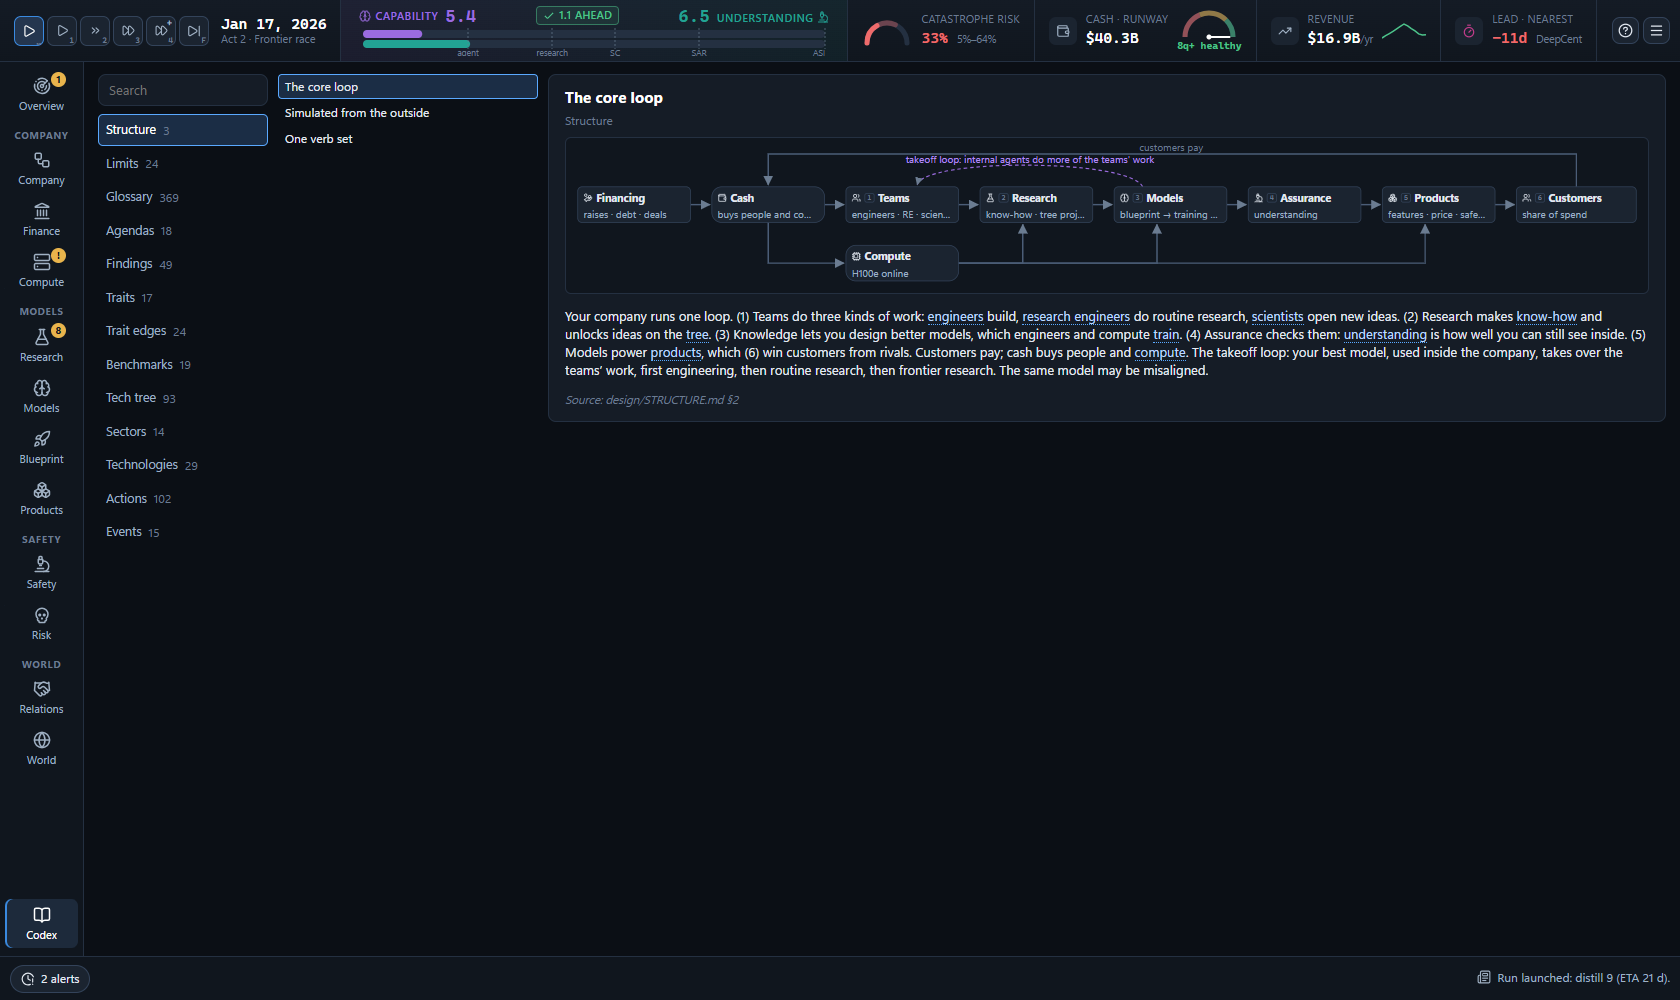 1
2
3
4
F
Jan 17, 2026
Act 2 · Frontier race
CAPABILITY 5.4
1.1 AHEAD
6.5 UNDERSTANDING
agent
research
SC
SAR
ASI
CATASTROPHE RISK
33% 5%–64%
CASH · RUNWAY
$40.3B
8q+ healthy
REVENUE
$16.9B/yr
LEAD · NEAREST
−11d DeepCent
1
Overview
COMPANY
Company
Finance
!
Compute
MODELS
8
Research
Models
Blueprint
Products
SAFETY
Safety
Risk
WORLD
Relations
World
Codex
Search
Structure 3
Limits 24
Glossary 369
Agendas 18
Findings 49
Traits 17
Trait edges 24
Benchmarks 19
Tech tree 93
Sectors 14
Technologies 29
Actions 102
Events 15
The core loop
Simulated from the outside
One verb set
The core loop
Structure
customers pay
takeoff loop: internal agents do more of the teams' work
Financing
raises · debt · deals
Cash
buys people and co...
1 Teams
engineers · RE · scien...
2 Research
know-how · tree proj...
3 Models
blueprint → training ...
4 Assurance
understanding
5 Products
features · price · safe...
6 Customers
share of spend
Compute
H100e online
Your company runs one loop. (1) Teams do three kinds of work: engineers build, research engineers do routine research, scientists open new ideas. (2) Research makes know-how and
unlocks ideas on the tree. (3) Knowledge lets you design better models, which engineers and compute train. (4) Assurance checks them: understanding is how well you can still see inside. (5)
Models power products, which (6) win customers from rivals. Customers pay; cash buys people and compute. The takeoff loop: your best model, used inside the company, takes over the
teams' work, first engineering, then routine research, then frontier research. The same model may be misaligned.
Source: design/STRUCTURE.md §2
2 alerts
Run launched: distill 9 (ETA 21 d).